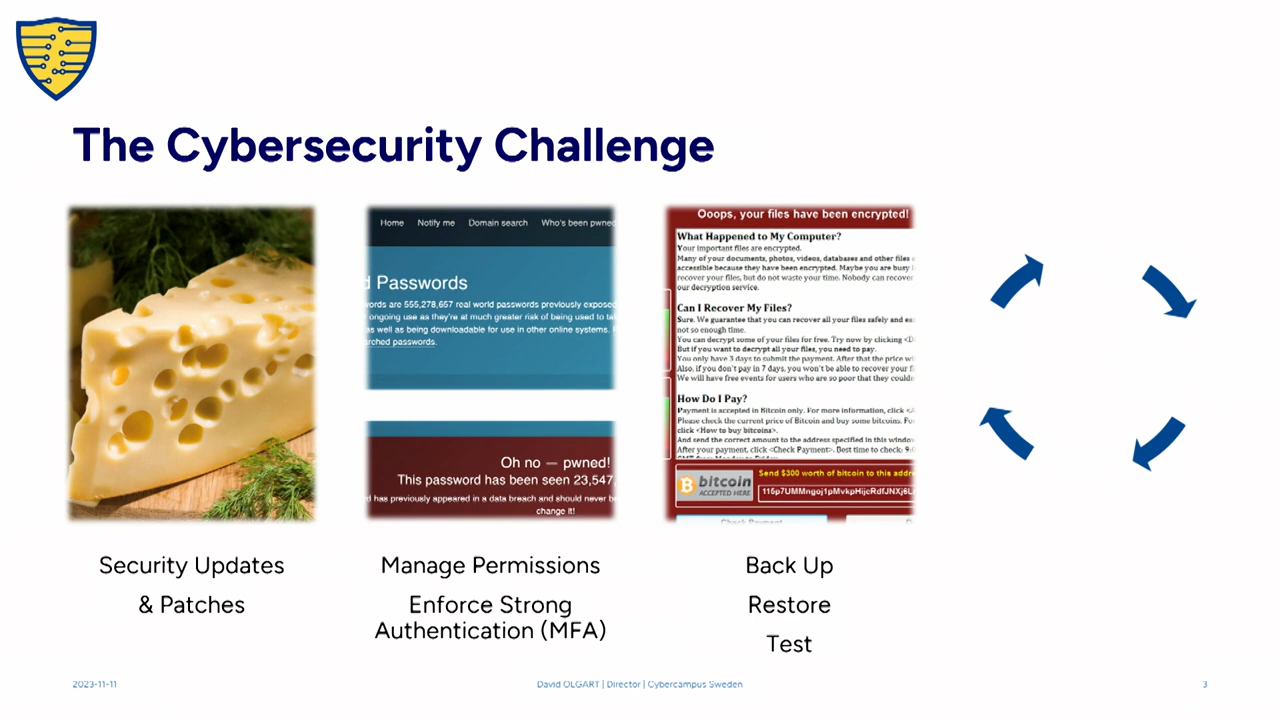 The Cybersecurity Challenge
Home Notify me Domain search Who's been pwned
d Passwords
words are 555,278,657 real world passwords previously exposed
ongoing use as they're at much greater risk of being used to
as well as being downloadable for use in other online systems.
arched passwords.
Oh no — pwned!
This password has been seen 23,547
d has previously appeared in a data breach and should never
change it!
Ooops, your files have been encrypted!
What Happened to My Computer?
Your important files are encrypted.
Many of your documents, photos, videos, databases and other files
accessible because they have been encrypted. Maybe you are busy
recover your files, but do not waste your time. Nobody can recover
our decryption service.
Can I Recover My Files?
Sure. We guarantee that you can recover all your files safely and
not so enough time.
You can decrypt some of your files for free. Try now by clicking
But if you want to decrypt all your files, you need to pay.
You only have 3 days to submit the payment. After that the price
Also, if you don't pay in 7 days, you won't be able to recover your
We will have free events for users who are so poor that they
How Do I Pay?
Payment is accepted in Bitcoin only. For more information, click
Please check the current price of Bitcoin and buy some bitcoins.
click <How to buy bitcoins>.
And send the correct amount to the address specified in this
After your payment, click <Check Payment>. Best time to check:
bitcoin
ACCEPTED HERE
Send $300 worth of bitcoin to this
Check Payment
Security Updates
& Patches
Manage Permissions
Enforce Strong
Authentication (MFA)
Back Up
Restore
Test
2023-11-11 David OLGART | Director | Cybercampus Sweden 3